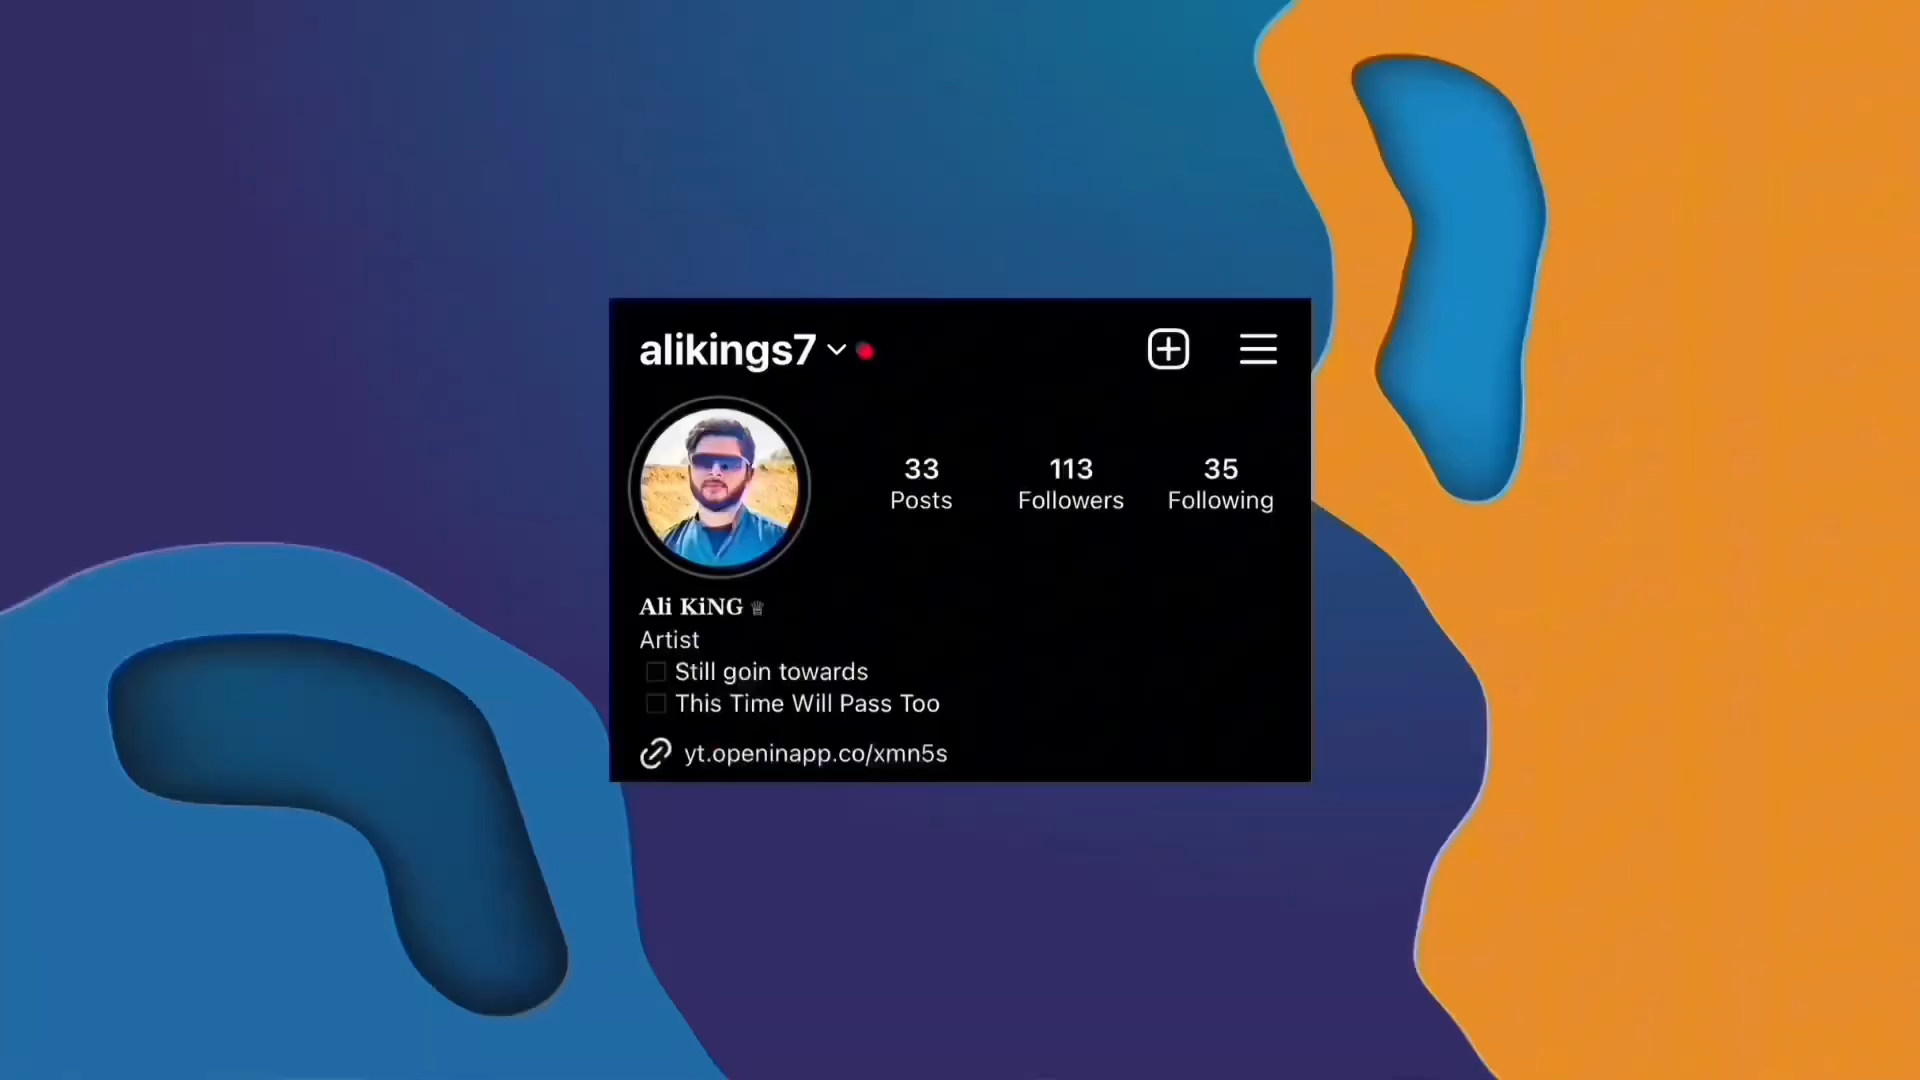 alikings7
33 113 35
Posts Followers Following
Ali KiNG ♕
Artist
Still goin towards
This Time Will Pass Too
yt.openinapp.co/xmn5s